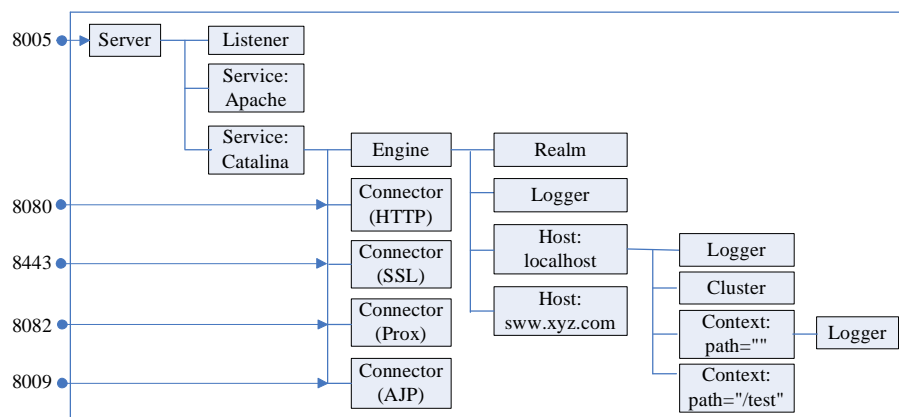 8005
Server
Listener
Service:
Apache
Service:
Catalina
Engine
Realm
Logger
8080
Connector
(HTTP)
Host:
localhost
Logger
8443
Connector
(SSL)
Cluster
Host:
sww.xyz.com
8082
Connector
(Prox)
Context:
path=""
Logger
8009
Connector
(AJP)
Context:
path="/test"